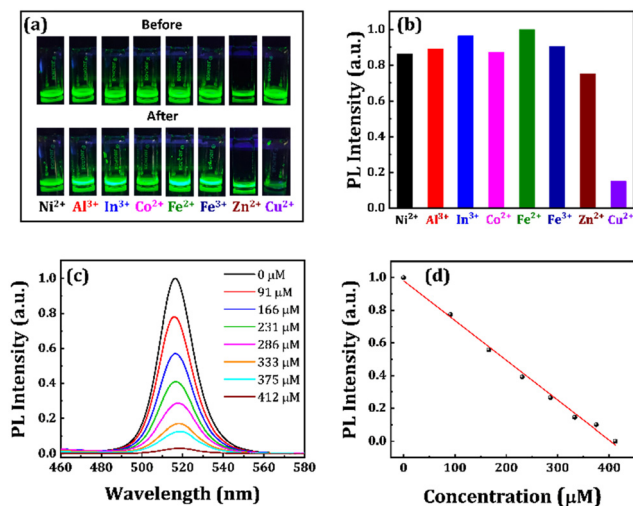 (a) Before
After
Ni²⁺ Al³⁺ In³⁺ Co²⁺ Fe²⁺ Fe³⁺ Zn²⁺ Cu²⁺
(b)
PL Intensity (a.u.)
1.0
0.8
0.6
0.4
0.2
0.0
Ni²⁺ Al³⁺ In³⁺ Co²⁺ Fe²⁺ Fe³⁺ Zn²⁺ Cu²⁺
(c)
PL Intensity (a.u.)
1.0
0.8
0.6
0.4
0.2
0.0
0 μM
91 μM
166 μM
231 μM
286 μM
333 μM
375 μM
412 μM
460 480 500 520 540 560 580
Wavelength (nm)
(d)
PL Intensity (a.u.)
1.0
0.8
0.6
0.4
0.2
0.0
0 100 200 300 400
Concentration (μM)